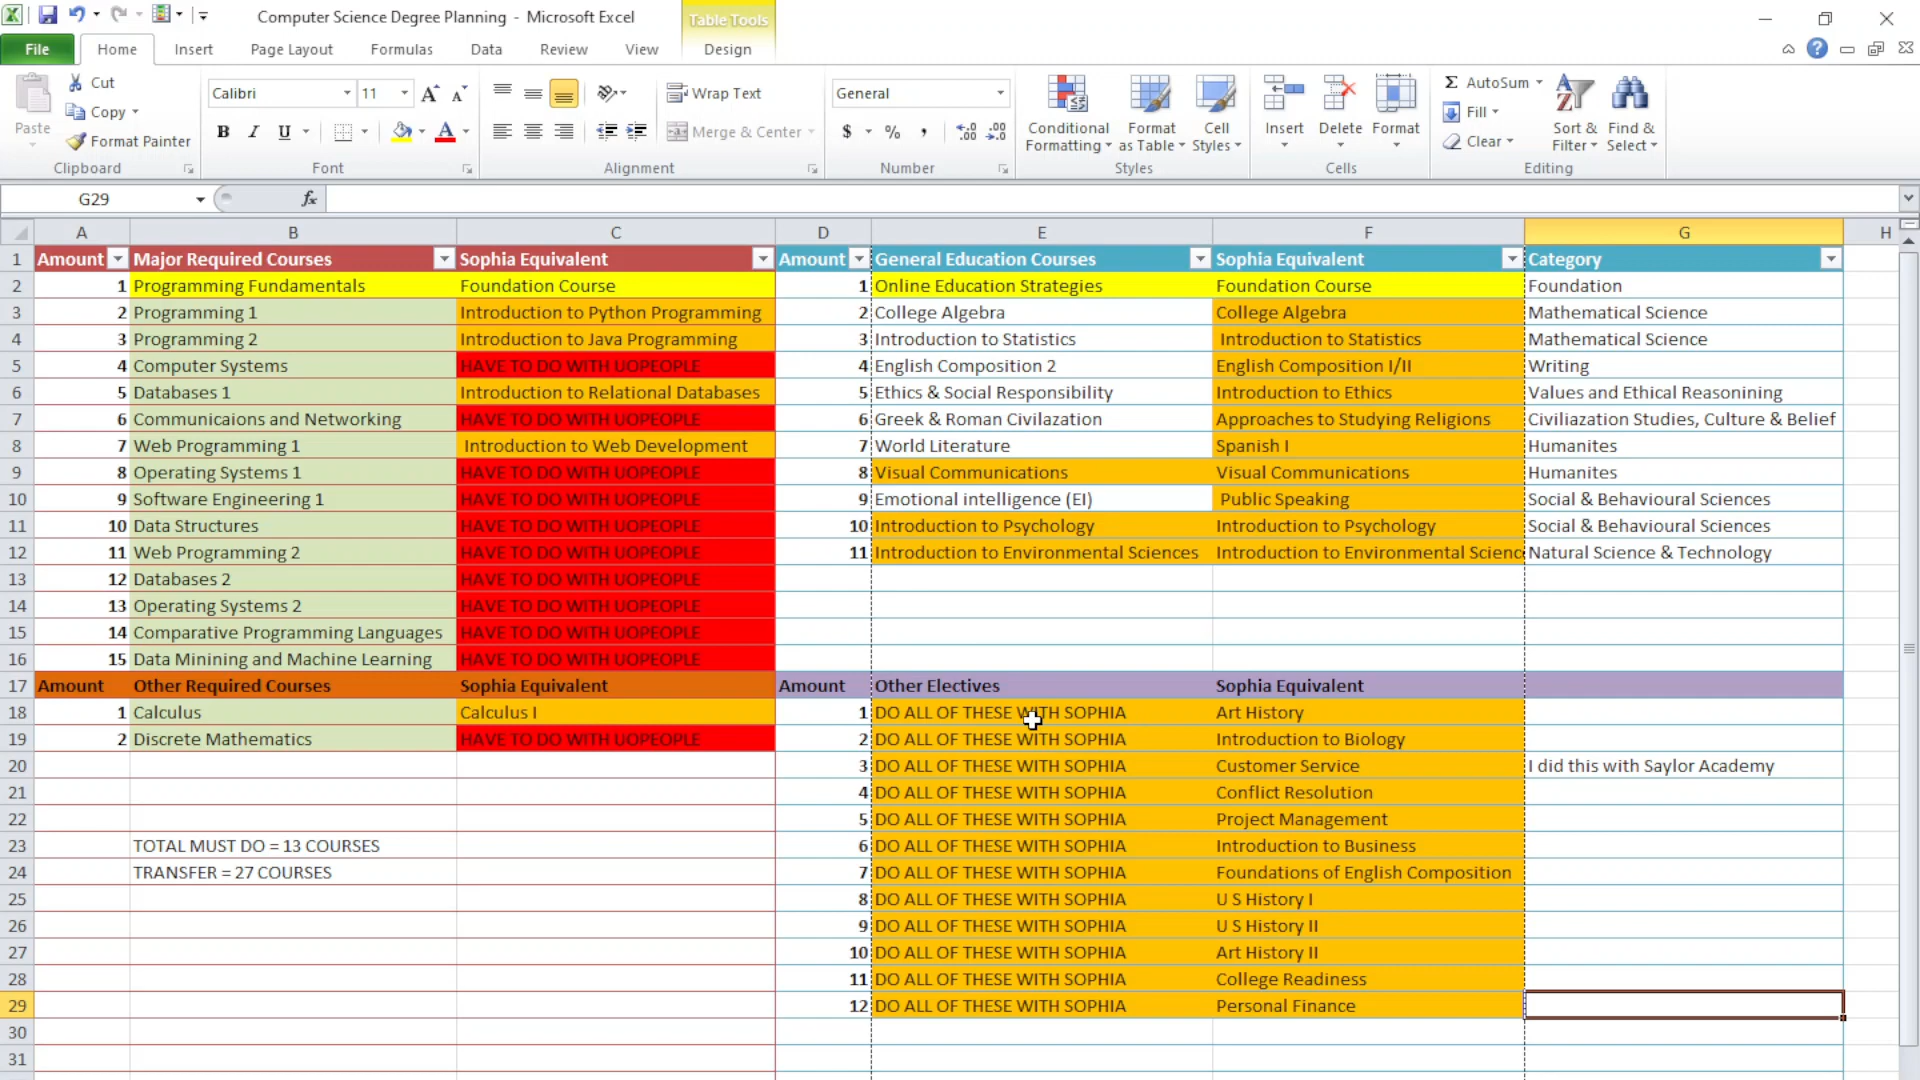 Computer Science Degree Planning - Microsoft Excel
Table Tools
File Home Insert Page Layout Formulas Data Review View Design
Paste
Cut
Copy
Format Painter
Clipboard
Calibri 11
B I U
Font
Wrap Text
Merge & Center
Alignment
General
$ % ,
Number
Conditional Formatting
Format as Table
Cell Styles
Styles
Insert Delete Format
Cells
AutoSum
Fill
Clear
Sort & Filter
Find & Select
Editing
G29 fx
A B C D E F G H
1 Amount Major Required Courses Sophia Equivalent Amount General Education Courses Sophia Equivalent Category
2 1 Programming Fundamentals Foundation Course 1 Online Education Strategies Foundation Course Foundation
3 2 Programming 1 Introduction to Python Programming 2 College Algebra College Algebra Mathematical Science
4 3 Programming 2 Introduction to Java Programming 3 Introduction to Statistics Introduction to Statistics Mathematical Science
5 4 Computer Systems HAVE TO DO WITH UOPEOPLE 4 English Composition 2 English Composition I/II Writing
6 5 Databases 1 Introduction to Relational Databases 5 Ethics & Social Responsibility Introduction to Ethics Values and Ethical Reasonining
7 6 Communicaions and Networking HAVE TO DO WITH UOPEOPLE 6 Greek & Roman Civilazation Approaches to Studying Religions Civiliazation Studies, Culture & Belief
8 7 Web Programming 1 Introduction to Web Development 7 World Literature Spanish I Humanites
9 8 Operating Systems 1 HAVE TO DO WITH UOPEOPLE 8 Visual Communications Visual Communications Humanites
10 9 Software Engineering 1 HAVE TO DO WITH UOPEOPLE 9 Emotional intelligence (EI) Public Speaking Social & Behavioural Sciences
11 10 Data Structures HAVE TO DO WITH UOPEOPLE 10 Introduction to Psychology Introduction to Psychology Social & Behavioural Sciences
12 11 Web Programming 2 HAVE TO DO WITH UOPEOPLE 11 Introduction to Environmental Sciences Introduction to Environmental Scienc Natural Science & Technology
13 12 Databases 2 HAVE TO DO WITH UOPEOPLE
14 13 Operating Systems 2 HAVE TO DO WITH UOPEOPLE
15 14 Comparative Programming Languages HAVE TO DO WITH UOPEOPLE
16 15 Data Minining and Machine Learning HAVE TO DO WITH UOPEOPLE
17 Amount Other Required Courses Sophia Equivalent Amount Other Electives Sophia Equivalent
18 1 Calculus Calculus I 1 DO ALL OF THESE WITH SOPHIA Art History
19 2 Discrete Mathematics HAVE TO DO WITH UOPEOPLE 2 DO ALL OF THESE WITH SOPHIA Introduction to Biology
20 3 DO ALL OF THESE WITH SOPHIA Customer Service I did this with Saylor Academy
21 4 DO ALL OF THESE WITH SOPHIA Conflict Resolution
22 5 DO ALL OF THESE WITH SOPHIA Project Management
23 TOTAL MUST DO = 13 COURSES 6 DO ALL OF THESE WITH SOPHIA Introduction to Business
24 TRANSFER = 27 COURSES 7 DO ALL OF THESE WITH SOPHIA Foundations of English Composition
25 8 DO ALL OF THESE WITH SOPHIA U S History I
26 9 DO ALL OF THESE WITH SOPHIA U S History II
27 10 DO ALL OF THESE WITH SOPHIA Art History II
28 11 DO ALL OF THESE WITH SOPHIA College Readiness
29 12 DO ALL OF THESE WITH SOPHIA Personal Finance
30
31